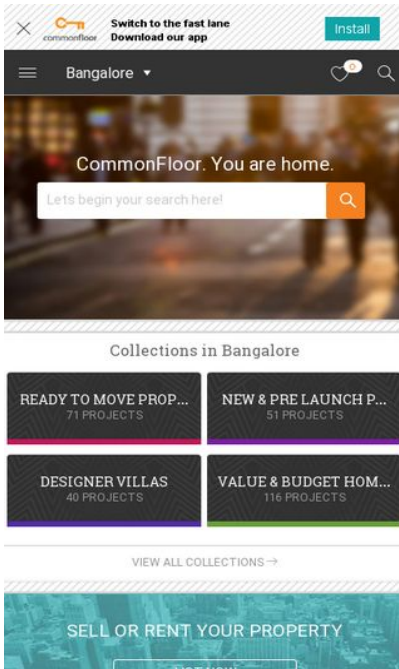 Switch to the fast lane
commonfloor Download our app
Install
Bangalore
0
CommonFloor. You are home.
Lets begin your search here!
Collections in Bangalore
READY TO MOVE PROP...
71 PROJECTS
NEW & PRE LAUNCH P...
51 PROJECTS
DESIGNER VILLAS
40 PROJECTS
VALUE & BUDGET HOM...
116 PROJECTS
VIEW ALL COLLECTIONS→
SELL OR RENT YOUR PROPERTY